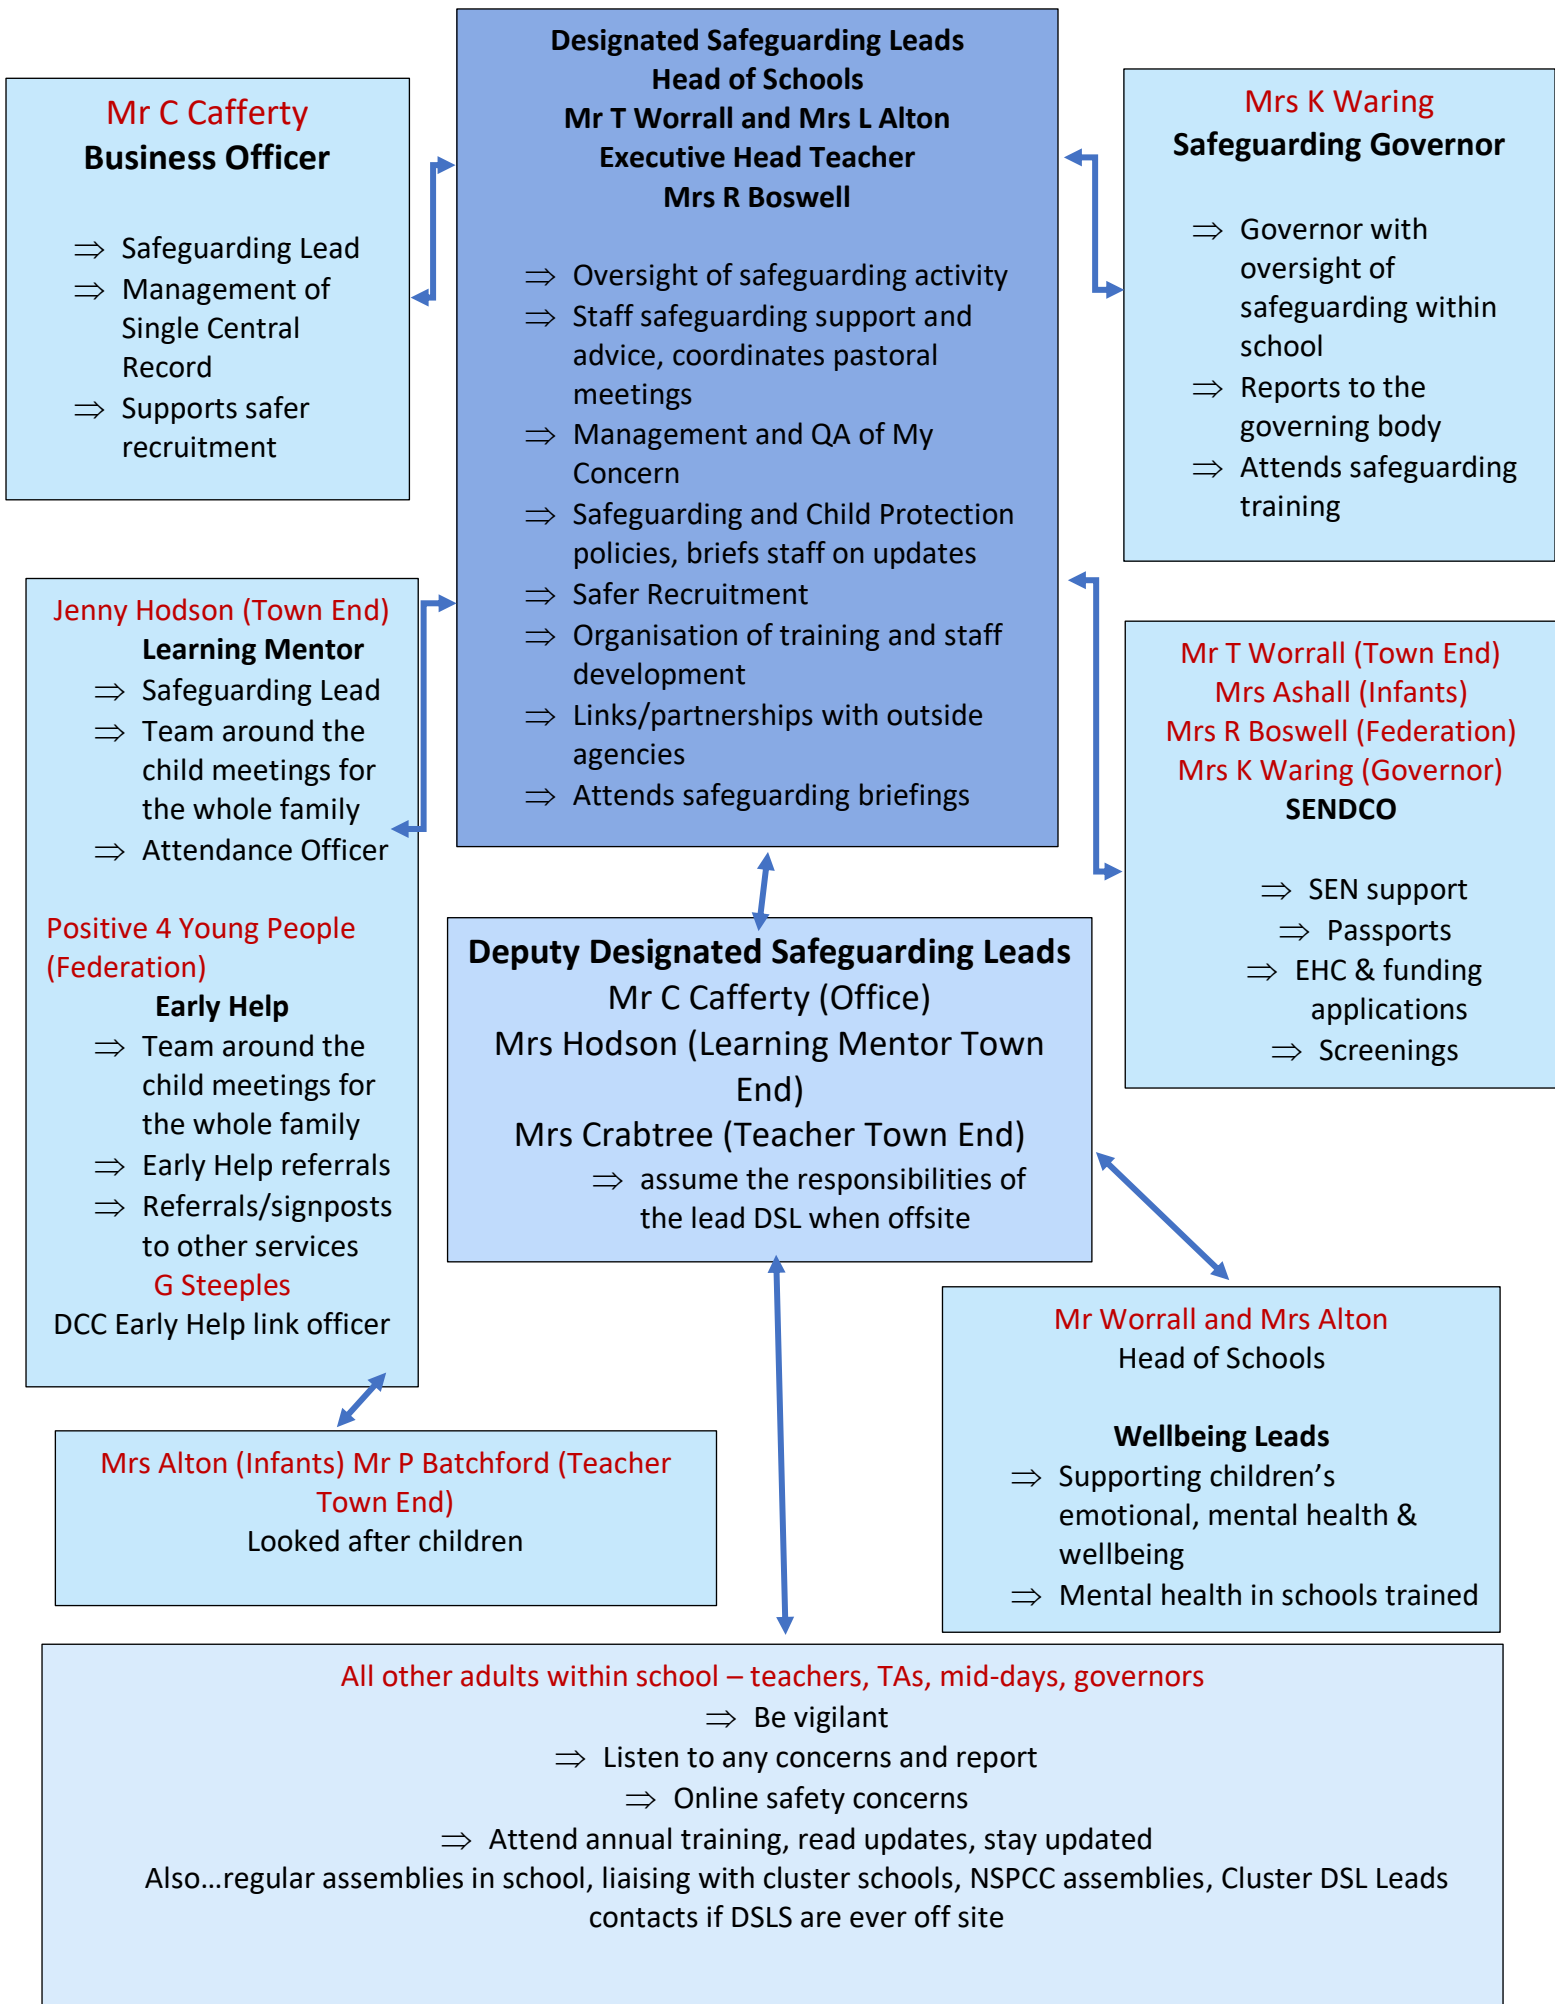 Designated Safeguarding Leads
Head of Schools
Mr T Worrall and Mrs L Alton
Executive Head Teacher
Mrs R Boswell
⇒ Oversight of safeguarding activity
⇒ Staff safeguarding support and
advice, coordinates pastoral
meetings
⇒ Management and QA of My
Concern
⇒ Safeguarding and Child Protection
policies, briefs staff on updates
⇒ Safer Recruitment
⇒ Organisation of training and staff
development
⇒ Links/partnerships with outside
agencies
⇒ Attends safeguarding briefings
Mr C Cafferty
Business Officer
⇒ Safeguarding Lead
⇒ Management of
Single Central
Record
⇒ Supports safer
recruitment
Mrs K Waring
Safeguarding Governor
⇒ Governor with
oversight of
safeguarding within
school
⇒ Reports to the
governing body
⇒ Attends safeguarding
training
Jenny Hodson (Town End)
Learning Mentor
⇒ Safeguarding Lead
⇒ Team around the
child meetings for
the whole family
⇒ Attendance Officer
Positive 4 Young People
(Federation)
Early Help
⇒ Team around the
child meetings for
the whole family
⇒ Early Help referrals
⇒ Referrals/signposts
to other services
G Steeples
DCC Early Help link officer
Mr T Worrall (Town End)
Mrs Ashall (Infants)
Mrs R Boswell (Federation)
Mrs K Waring (Governor)
SENDCO
⇒ SEN support
⇒ Passports
⇒ EHC & funding
applications
⇒ Screenings
Deputy Designated Safeguarding Leads
Mr C Cafferty (Office)
Mrs Hodson (Learning Mentor Town
End)
Mrs Crabtree (Teacher Town End)
⇒ assume the responsibilities of
the lead DSL when offsite
Mr Worrall and Mrs Alton
Head of Schools
Wellbeing Leads
⇒ Supporting children’s
emotional, mental health &
wellbeing
⇒ Mental health in schools trained
Mrs Alton (Infants) Mr P Batchford (Teacher
Town End)
Looked after children
All other adults within school – teachers, TAs, mid-days, governors
⇒ Be vigilant
⇒ Listen to any concerns and report
⇒ Online safety concerns
⇒ Attend annual training, read updates, stay updated
Also…regular assemblies in school, liaising with cluster schools, NSPCC assemblies, Cluster DSL Leads
contacts if DSLS are ever off site